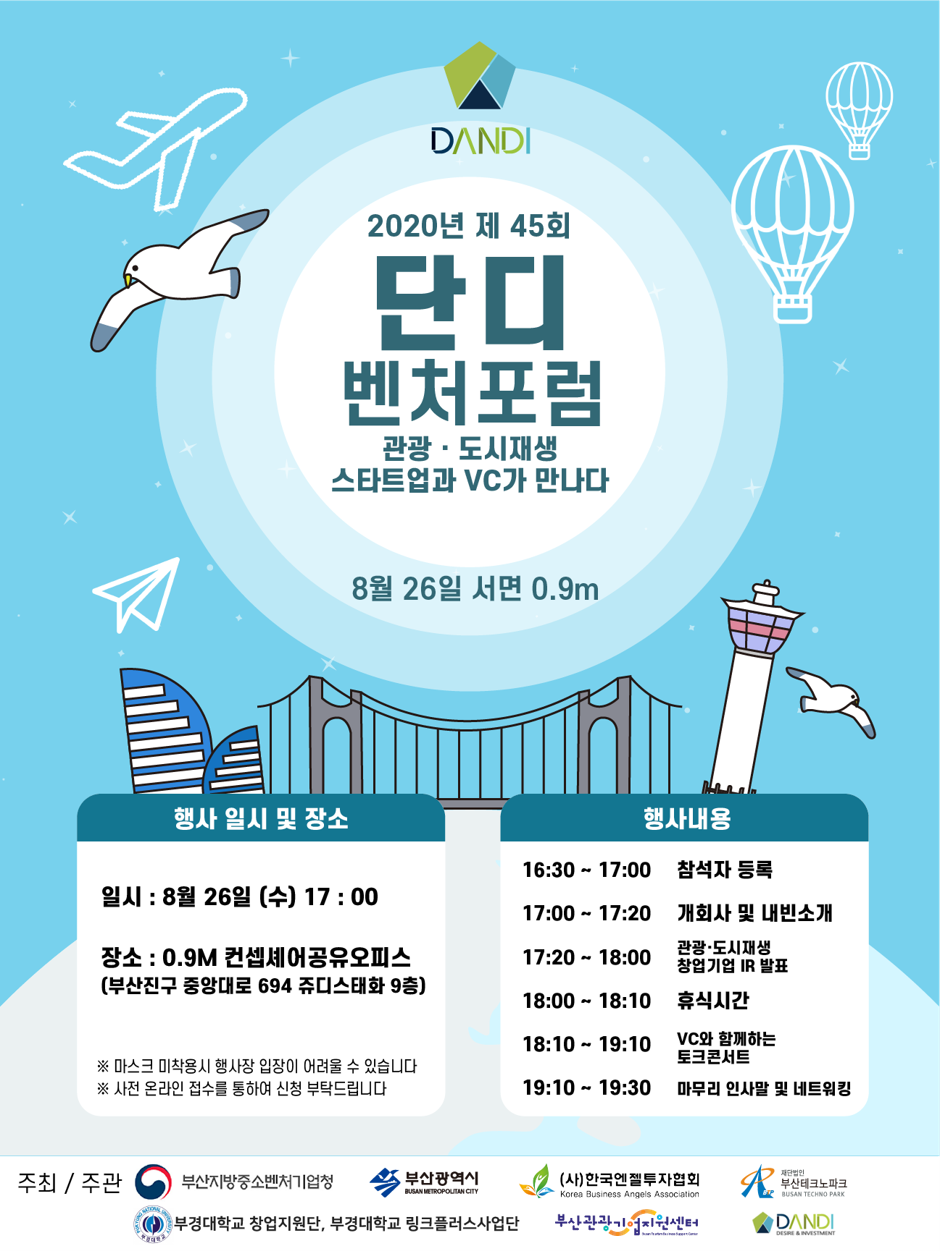 DANDI
2020년 제 45회
단디
벤처포럼
관광 · 도시재생
스타트업과 VC가 만나다
8월 26일 서면 0.9m
행사 일시 및 장소
일시 : 8월 26일 (수) 17 : 00
장소 : 0.9M 컨셉셰어공유오피스
(부산진구 중앙대로 694 쥬디스태화 9층)
※ 마스크 미착용시 행사장 입장이 어려울 수 있습니다
※ 사전 온라인 접수를 통하여 신청 부탁드립니다
행사내용
16:30 ~ 17:00 참석자 등록
17:00 ~ 17:20 개회사 및 내빈소개
17:20 ~ 18:00 관광·도시재생
창업기업 IR 발표
18:00 ~ 18:10 휴식시간
18:10 ~ 19:10 VC와 함께하는
토크콘서트
19:10 ~ 19:30 마무리 인사말 및 네트워킹
주최 / 주관 부산지방중소벤처기업청
부산광역시
BUSAN METROPOLITAN CITY
(사)한국엔젤투자협회
Korea Business Angels Association
재단법인
부산테크노파크
BUSAN TECHNO PARK
부경대학교 창업지원단, 부경대학교 링크플러스사업단
부산관광기업지원센터
Busan Tourism Business Support Center
DANDI
DESIRE & INVESTMENT